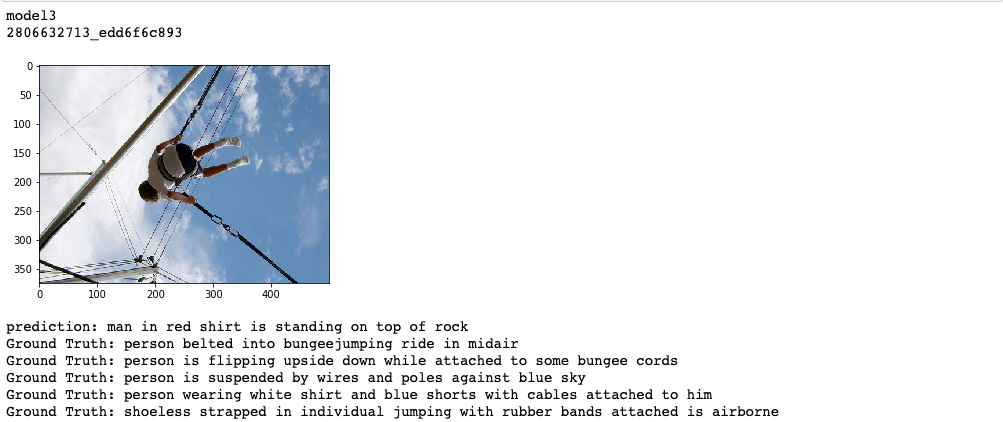 model3
2806632713_edd6f6c893
0
50
100
150
200
250
300
350
0 100 200 300 400
prediction: man in red shirt is standing on top of rock
Ground Truth: person belted into bungeejumping ride in midair
Ground Truth: person is flipping upside down while attached to some bungee cords
Ground Truth: person is suspended by wires and poles against blue sky
Ground Truth: person wearing white shirt and blue shorts with cables attached to him
Ground Truth: shoeless strapped in individual jumping with rubber bands attached is airborne